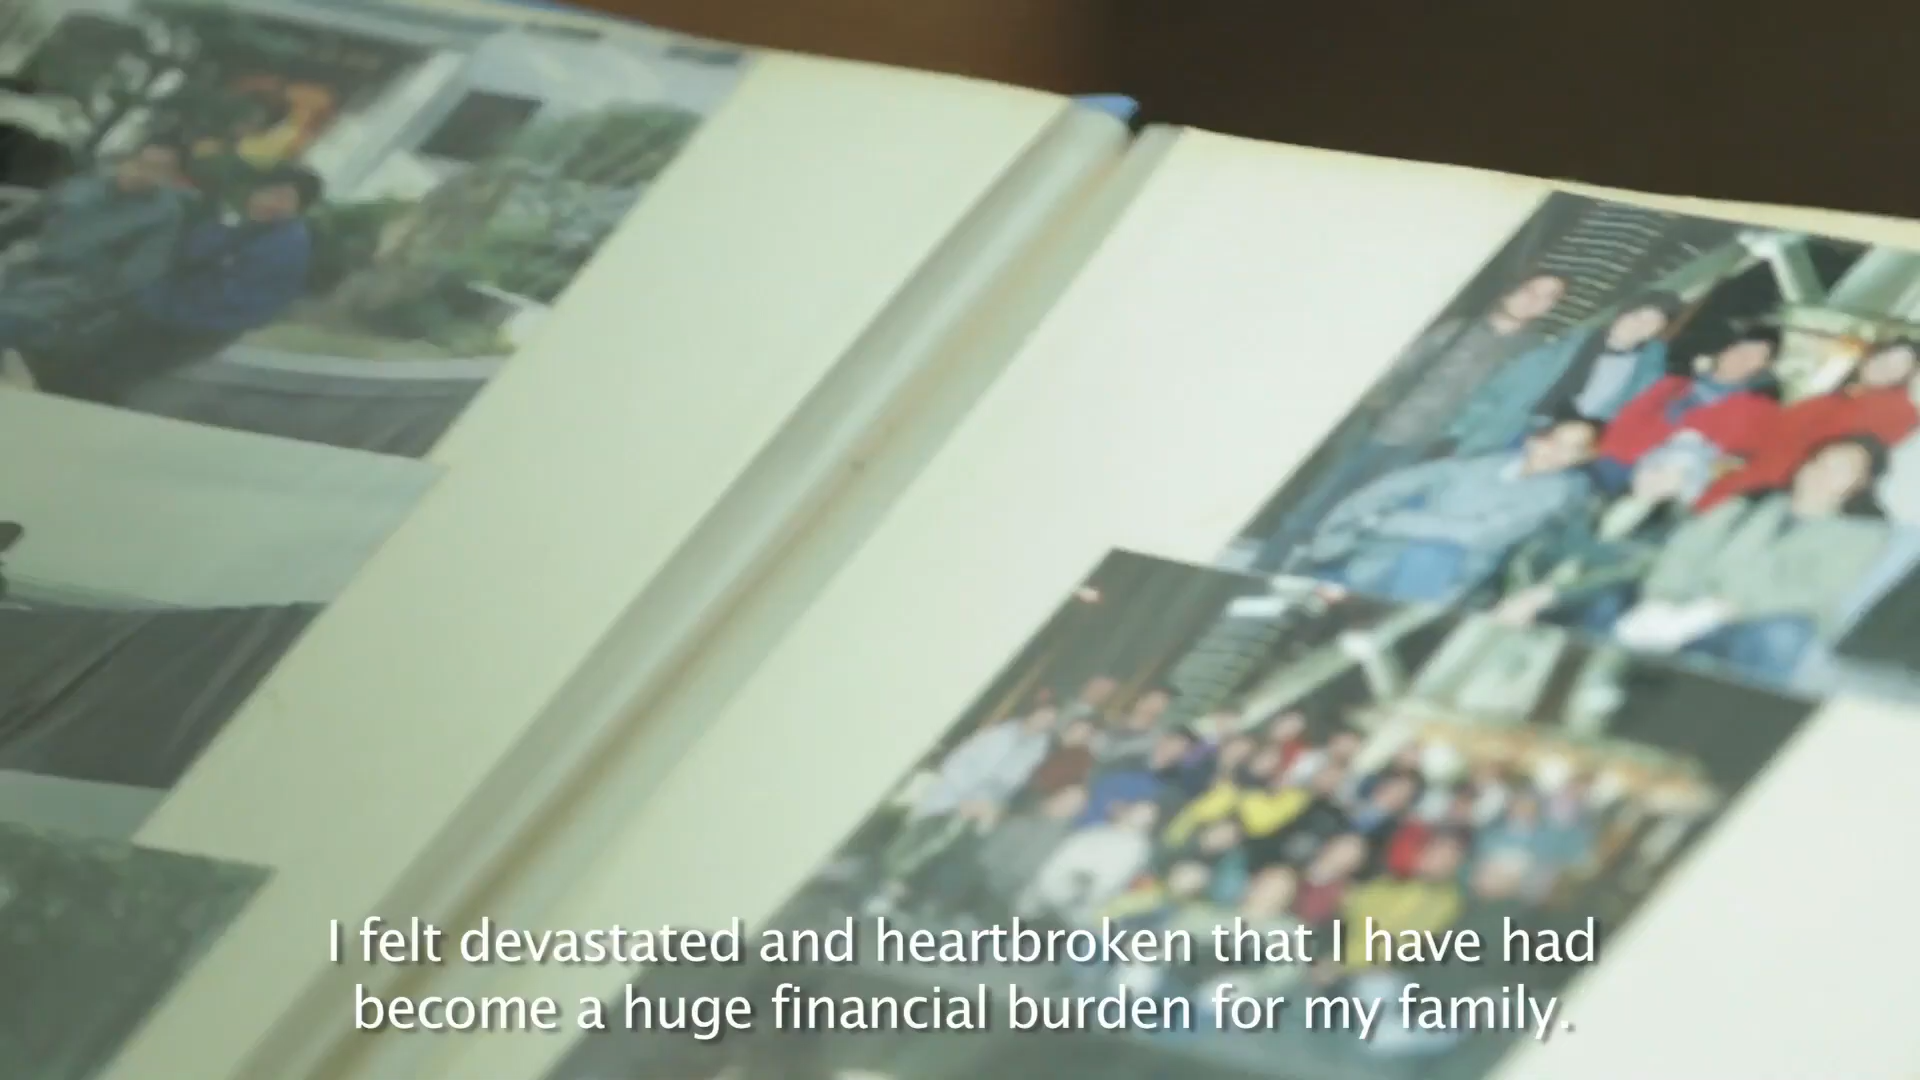 I felt devastated and heartbroken that I have had
become a huge financial burden for my family.